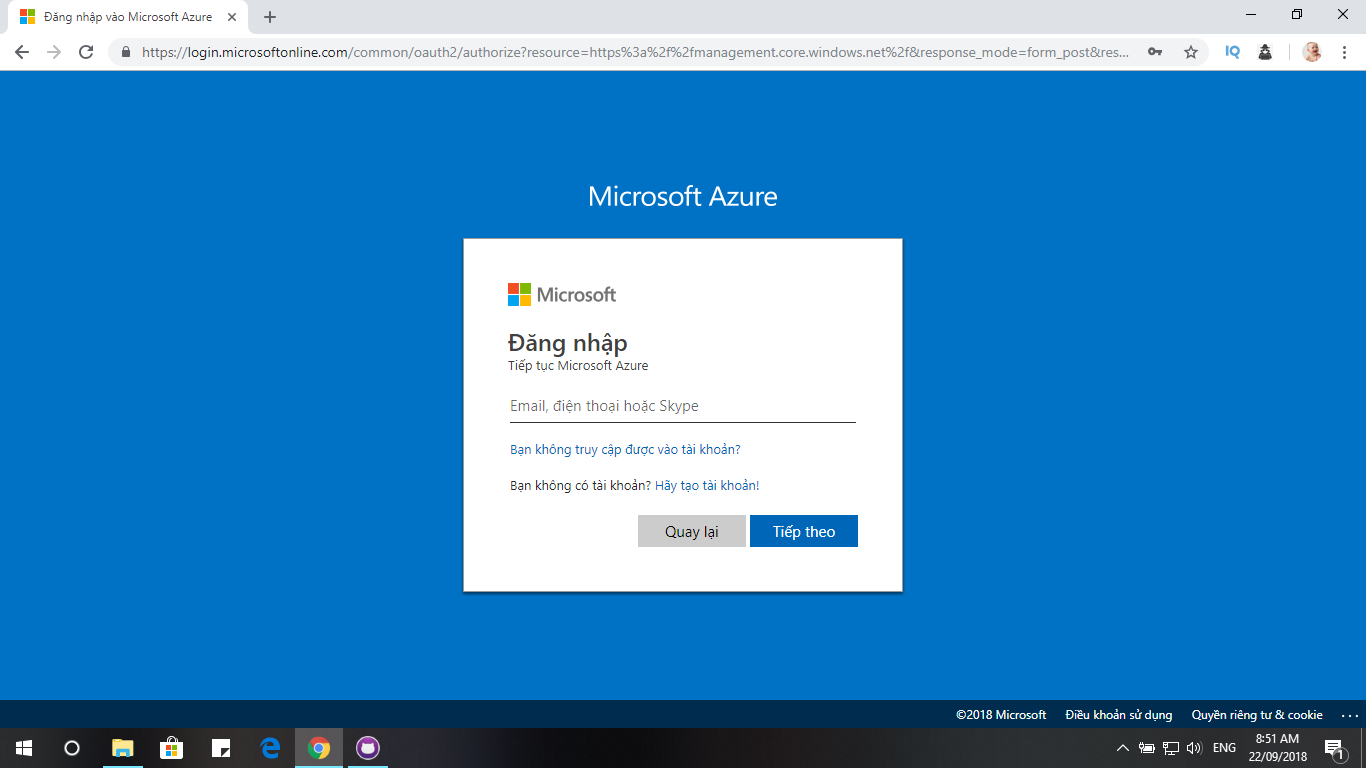 Đăng nhập vào Microsoft Azure
https://login.microsoftonline.com/common/oauth2/authorize?resource=https%3a%2f%2fmanagement.core.windows.net%2f&response_mode=form_post&res...
IQ
Microsoft Azure
Microsoft
Đăng nhập
Tiếp tục Microsoft Azure
Email, điện thoại hoặc Skype
Bạn không truy cập được vào tài khoản?
Bạn không có tài khoản? Hãy tạo tài khoản!
Quay lại
Tiếp theo
©2018 Microsoft Điều khoản sử dụng Quyền riêng tư & cookie ...
ENG
8:51 AM
22/09/2018
1